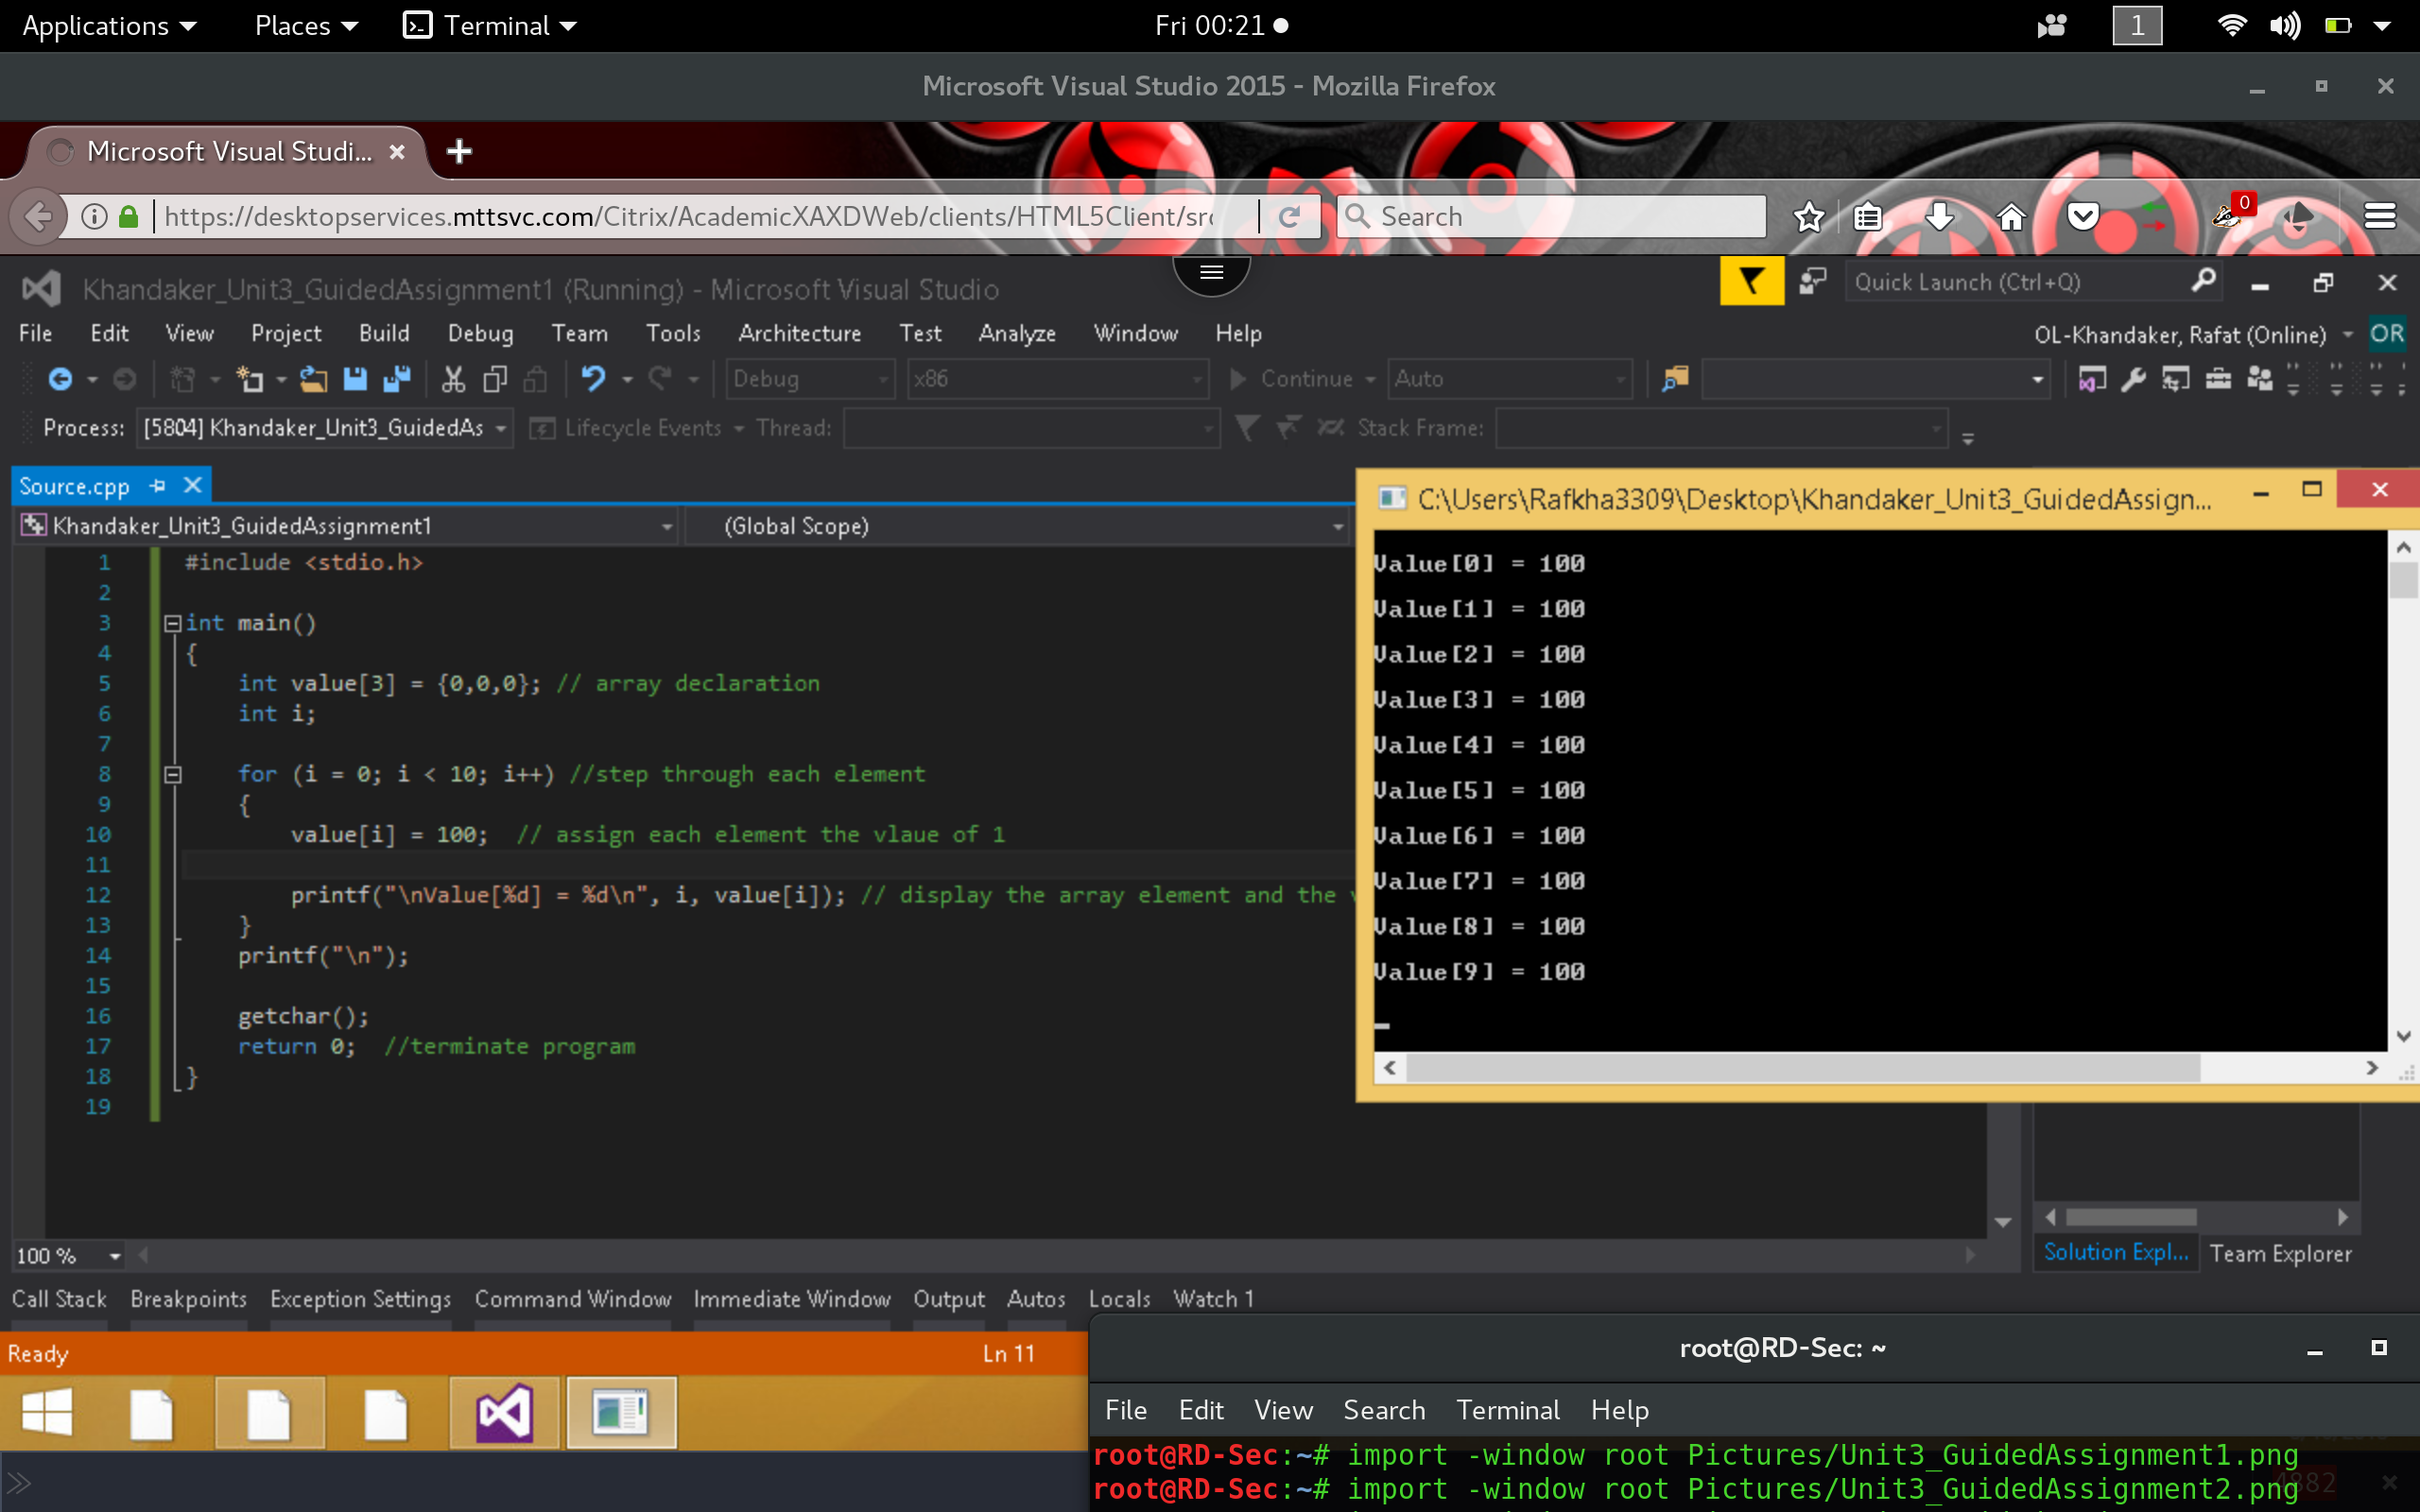 Applications Places Terminal Fri 00:21 1
Microsoft Visual Studio 2015 - Mozilla Firefox
Microsoft Visual Studi...
https://desktopservices.mttsvc.com/Citrix/AcademicXAXDWeb/clients/HTML5Client/src Search 0
Khandaker_Unit3_GuidedAssignment1 (Running) - Microsoft Visual Studio Quick Launch (Ctrl+Q)
File Edit View Project Build Debug Team Tools Architecture Test Analyze Window Help OL-Khandaker, Rafat (Online) OR
Debug x86 Continue Auto
Process: [5804] Khandaker_Unit3_GuidedAs Lifecycle Events Thread: Stack Frame:
Source.cpp
Khandaker_Unit3_GuidedAssignment1 (Global Scope)
1 #include <stdio.h>
2
3 int main()
4 {
5 int value[3] = {0,0,0}; // array declaration
6 int i;
7
8 for (i = 0; i < 10; i++) //step through each element
9 {
10 value[i] = 100; // assign each element the vlaue of 1
11
12 printf("\nValue[%d] = %d\n", i, value[i]); // display the array element and the
13 }
14 printf("\n");
15
16 getchar();
17 return 0; //terminate program
18 }
19
C:\Users\Rafkha3309\Desktop\Khandaker_Unit3_GuidedAssign...
Value[0] = 100
Value[1] = 100
Value[2] = 100
Value[3] = 100
Value[4] = 100
Value[5] = 100
Value[6] = 100
Value[7] = 100
Value[8] = 100
Value[9] = 100
100 %
Solution Expl... Team Explorer
Call Stack Breakpoints Exception Settings Command Window Immediate Window Output Autos Locals Watch 1
Ready Ln 11
root@RD-Sec: ~
File Edit View Search Terminal Help
root@RD-Sec:~# import -window root Pictures/Unit3_GuidedAssignment1.png
root@RD-Sec:~# import -window root Pictures/Unit3_GuidedAssignment2.png